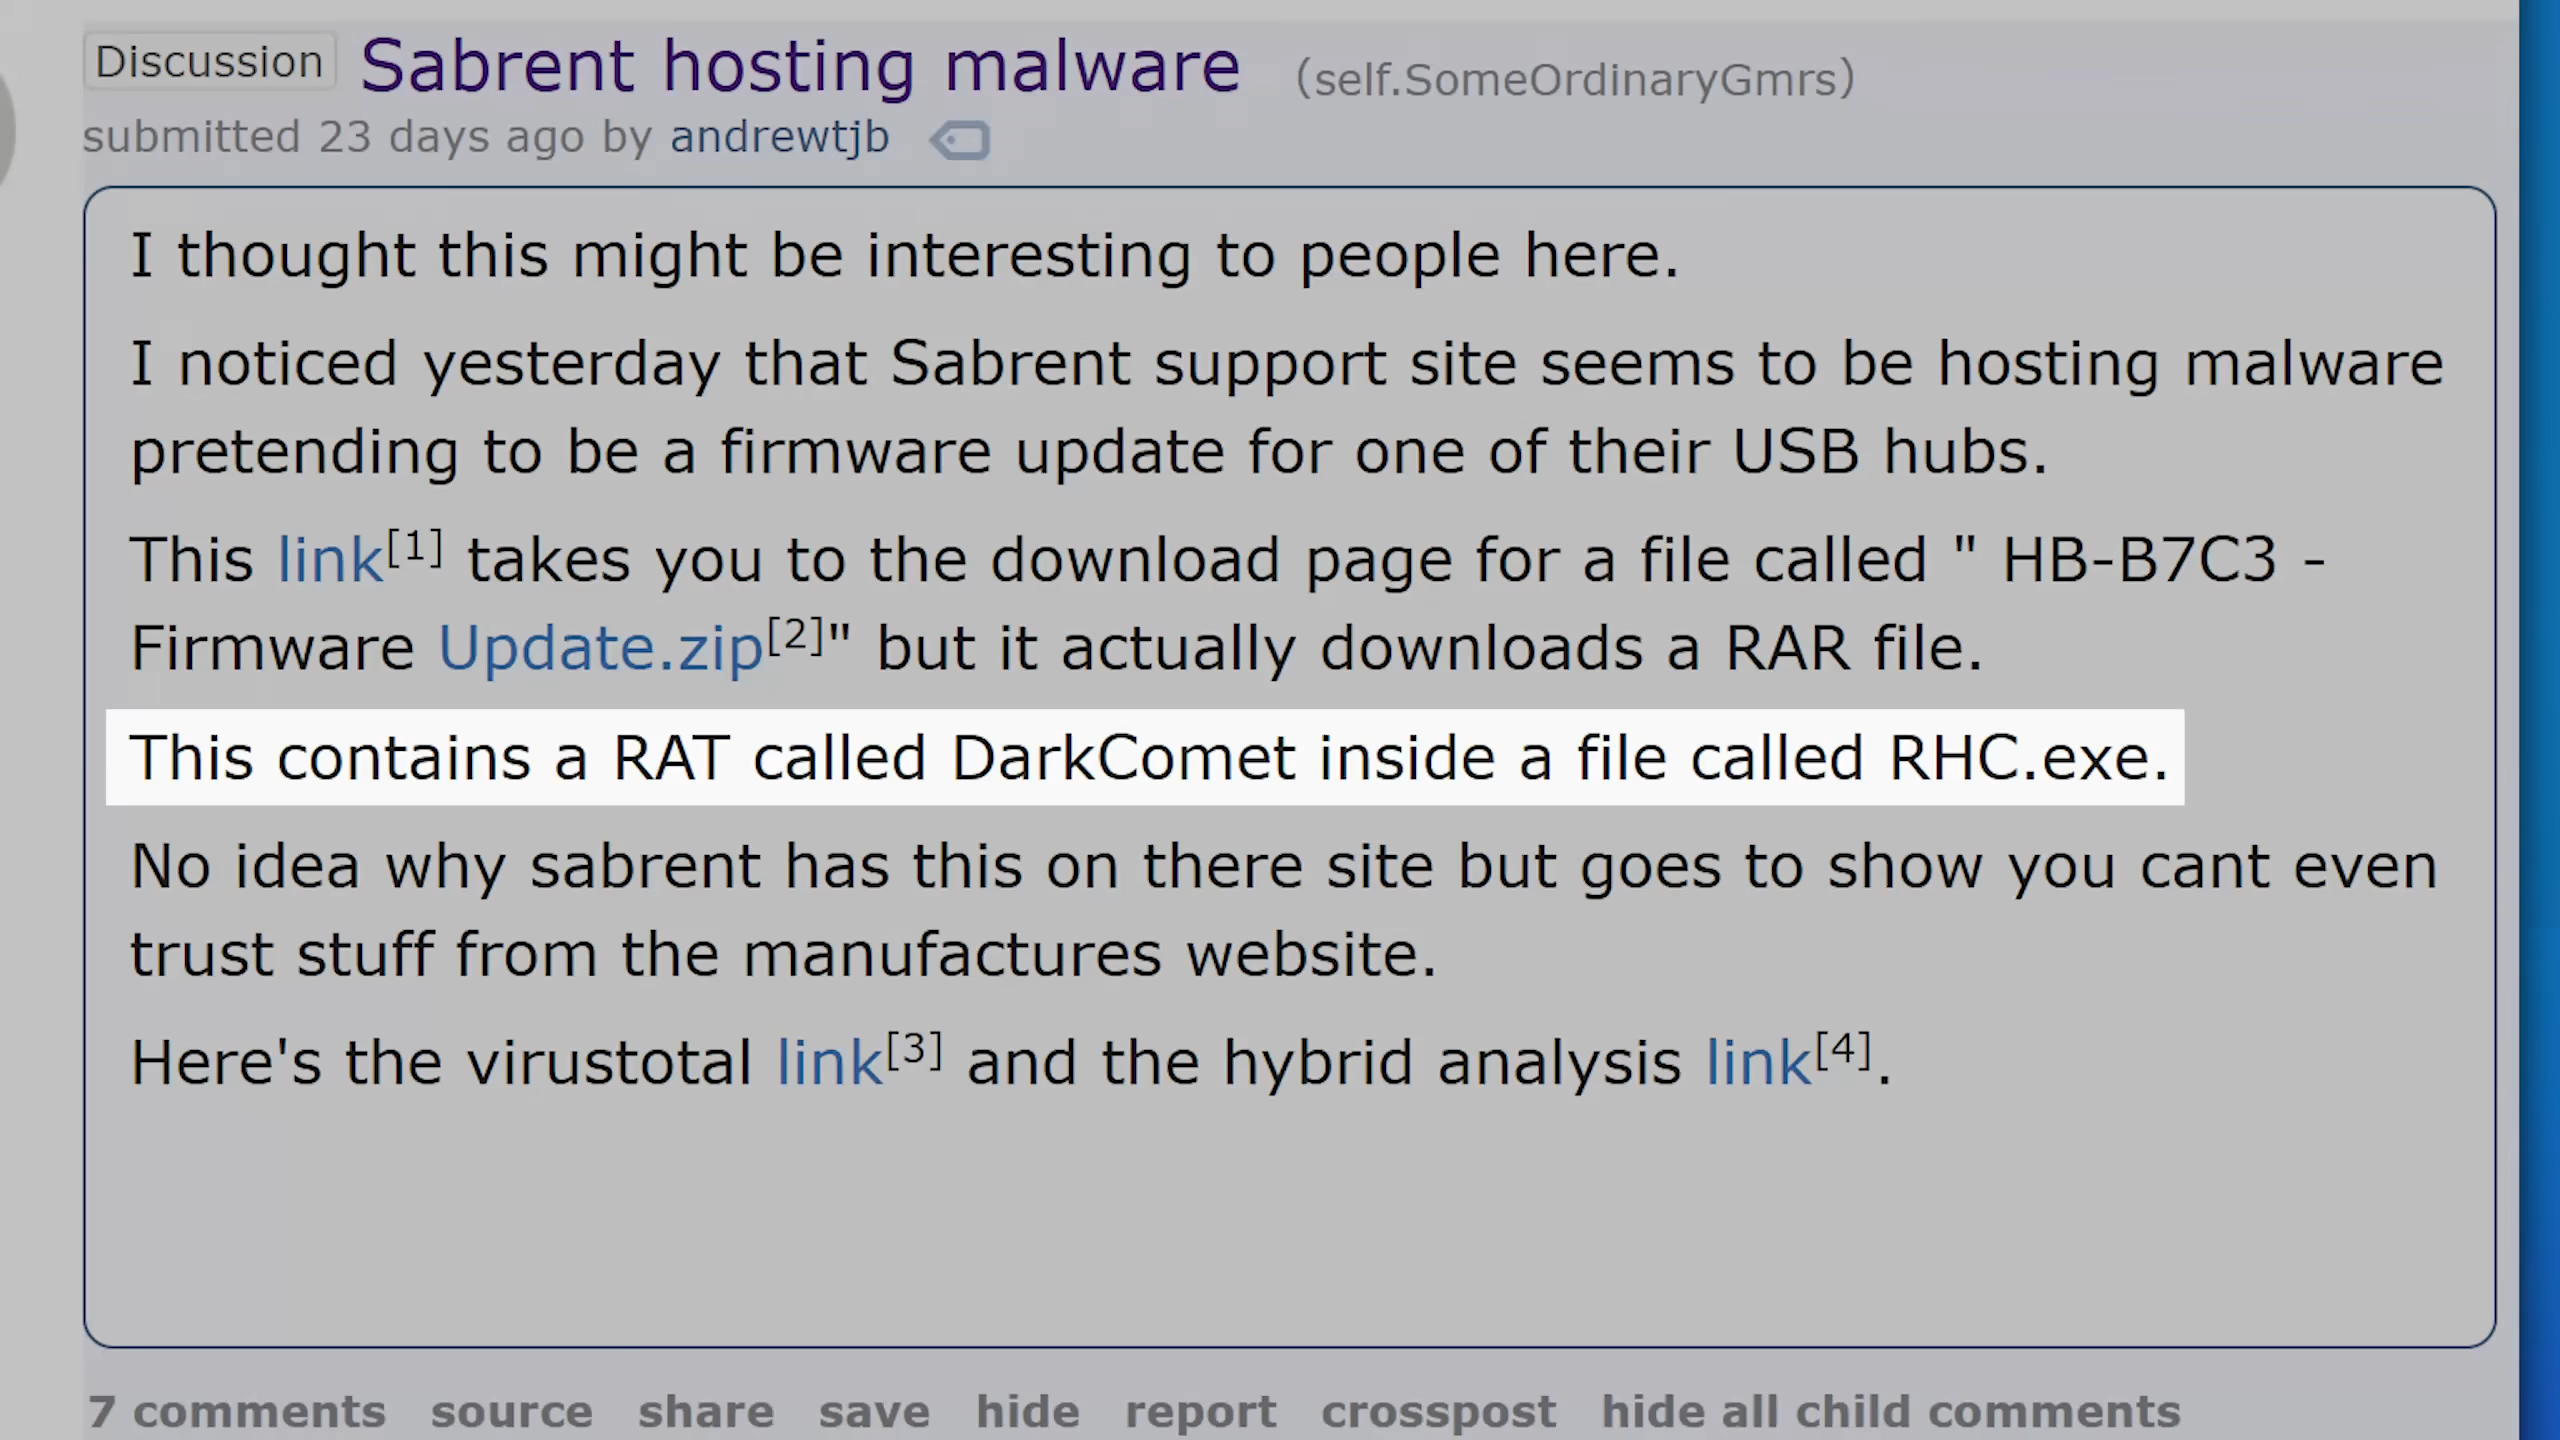 Discussion Sabrent hosting malware (self.SomeOrdinaryGmrs)
submitted 23 days ago by andrewtjb
I thought this might be interesting to people here.
I noticed yesterday that Sabrent support site seems to be hosting malware
pretending to be a firmware update for one of their USB hubs.
This link[1] takes you to the download page for a file called " HB-B7C3 -
Firmware Update.zip[2]" but it actually downloads a RAR file.
This contains a RAT called DarkComet inside a file called RHC.exe.
No idea why sabrent has this on there site but goes to show you cant even
trust stuff from the manufactures website.
Here's the virustotal link[3] and the hybrid analysis link[4].
7 comments source share save hide report crosspost hide all child comments